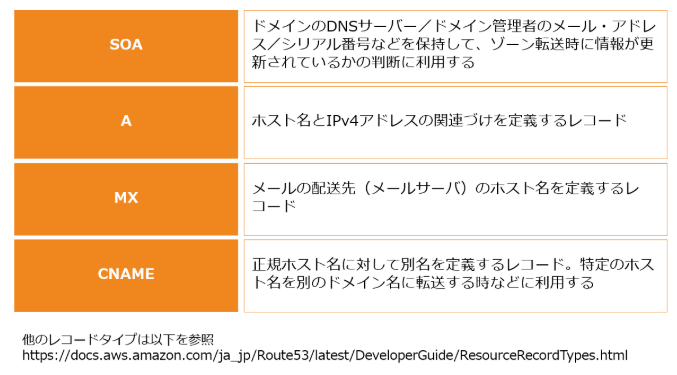 SOA
ドメインのDNSサーバー／ドメイン管理者のメール・アドレ
ス／シリアル番号などを保持して、ゾーン転送時に情報が更
新されているかの判断に利用する
A
ホスト名とIPv4アドレスの関連づけを定義するレコード
MX
メールの配送先（メールサーバ）のホスト名を定義するレ
コード
CNAME
正規ホスト名に対して別名を定義するレコード。特定のホス
ト名を別のドメイン名に転送する時などに利用する
他のレコードタイプは以下を参照
https://docs.aws.amazon.com/ja_jp/Route53/latest/DeveloperGuide/ResourceRecordTypes.html